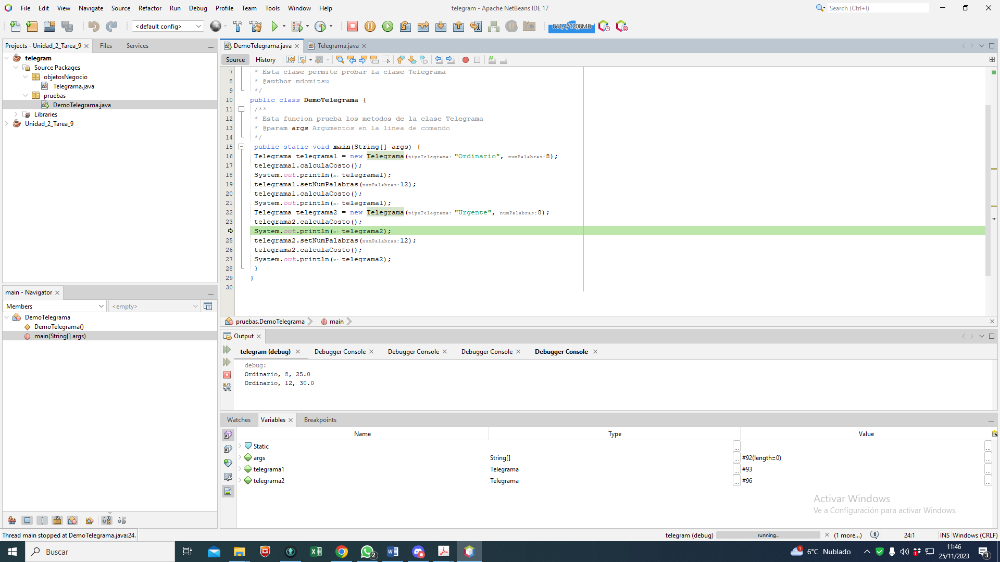 File Edit View Navigate Source Refactor Run Debug Profile Team Tools Window Help
telegram - Apache NetBeans IDE 17
Search (Ctrl+I)
<default config>
841,4/1208MB
Projects - Unidad_2_Tarea_9 Files Services
telegram
Source Packages
objetosNegocio
Telegrama.java
pruebas
DemoTelegrama.java
Libraries
Unidad_2_Tarea_9
DemoTelegrama.java Telegrama.java
Source History
7 * Esta clase permite probar la clase Telegrama
8 * @author mdomitsu
9 */
10 public class DemoTelegrama {
11 /**
12 * Esta funcion prueba los metodos de la clase Telegrama
13 * @param args Argumentos en la linea de comando
14 */
15 public static void main(String[] args) {
16 Telegrama telegrama1 = new Telegrama(tipoTelegrama: "Ordinario", numPalabras:8);
17 telegrama1.calculaCosto();
18 System.out.println(x: telegrama1);
19 telegrama1.setNumPalabras(numPalabras:12);
20 telegrama1.calculaCosto();
21 System.out.println(x: telegrama1);
22 Telegrama telegrama2 = new Telegrama(tipoTelegrama: "Urgente", numPalabras:8);
23 telegrama2.calculaCosto();
System.out.println(x: telegrama2);
25 telegrama2.setNumPalabras(numPalabras:12);
26 telegrama2.calculaCosto();
27 System.out.println(x: telegrama2);
28 }
29 }
30
pruebas.DemoTelegrama main
main - Navigator
Members <empty>
DemoTelegrama
DemoTelegrama()
main(String[] args)
Output
telegram (debug) Debugger Console Debugger Console Debugger Console Debugger Console
debug:
Ordinario, 8, 25.0
Ordinario, 12, 30.0
Watches Variables Breakpoints
Name Type Value
Static
args String[] #92(length=0)
telegrama1 Telegrama #93
telegrama2 Telegrama #96
Activar Windows
Ve a Configuración para activar Windows.
Thread main stopped at DemoTelegrama.java:24.
telegram (debug) running... (1 more...) 1 24:1 INS Windows (CRLF)
Buscar
2
1 6°C Nublado
11:46
25/11/2023
3